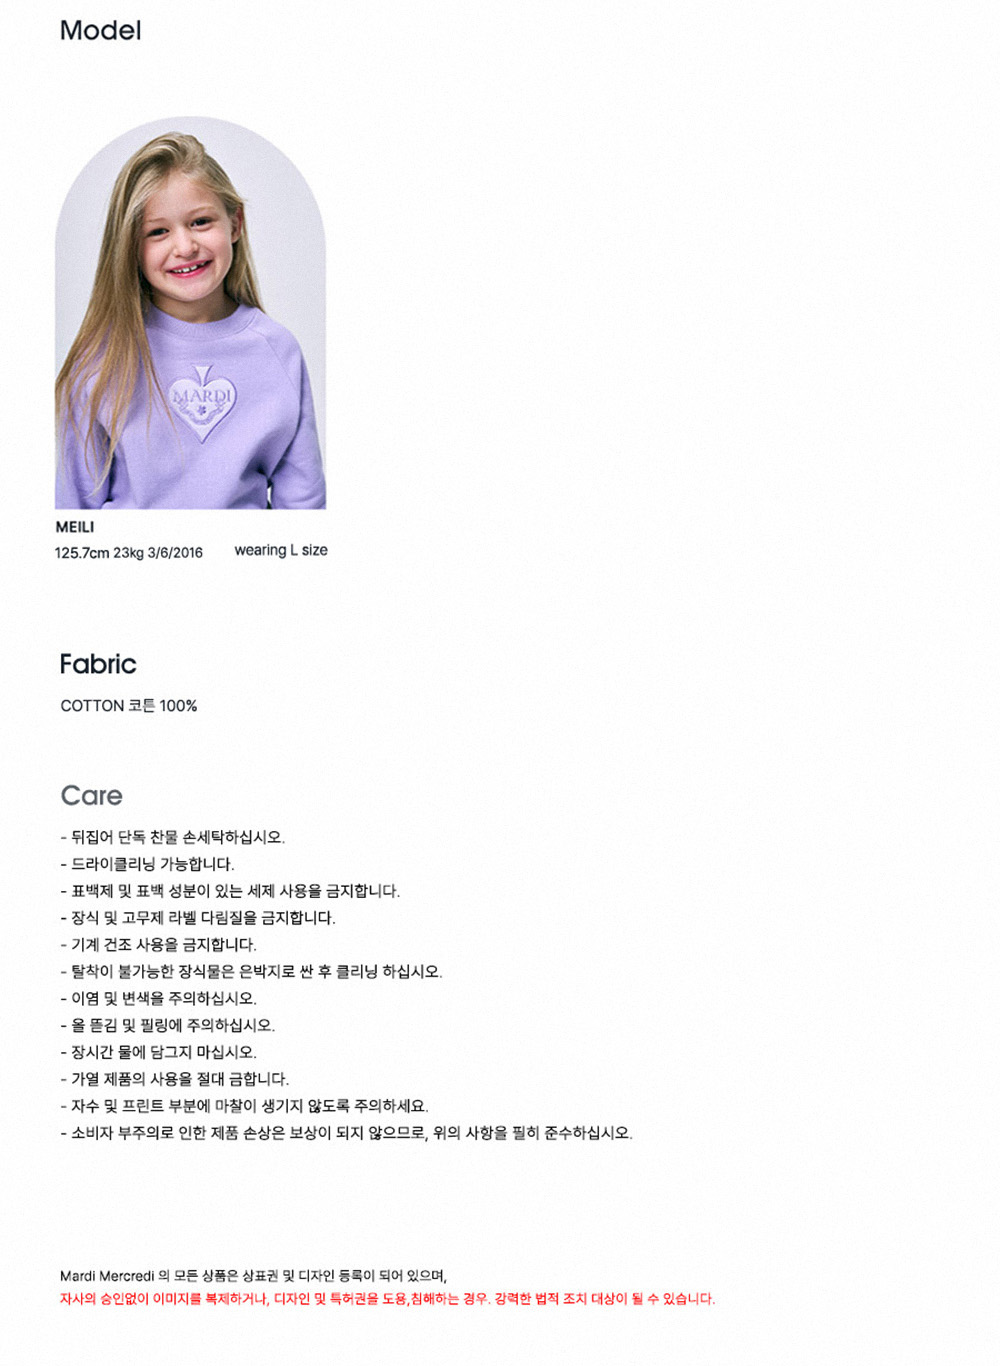 Model
MARDI
MEILI
125.7cm 23kg 3/6/2016 wearing L size
Fabric
COTTON 코튼 100%
Care
- 뒤집어 단독 찬물 손세탁하십시오.
- 드라이클리닝 가능합니다.
- 표백제 및 표백 성분이 있는 세제 사용을 금지합니다.
- 장식 및 고무제 라벨 다림질을 금지합니다.
- 기계 건조 사용을 금지합니다.
- 탈착이 불가능한 장식물은 은박지로 싼 후 클리닝 하십시오.
- 이염 및 변색을 주의하십시오.
- 올 뜯김 및 필링에 주의하십시오.
- 장시간 물에 담그지 마십시오.
- 가열 제품의 사용을 절대 금합니다.
- 자수 및 프린트 부분에 마찰이 생기지 않도록 주의하세요.
- 소비자 부주의로 인한 제품 손상은 보상이 되지 않으므로, 위의 사항을 필히 준수하십시오.
Mardi Mercredi 의 모든 상품은 상표권 및 디자인 등록이 되어 있으며,
자사의 승인없이 이미지를 복제하거나, 디자인 및 특허권을 도용,침해하는 경우. 강력한 법적 조치 대상이 될 수 있습니다.